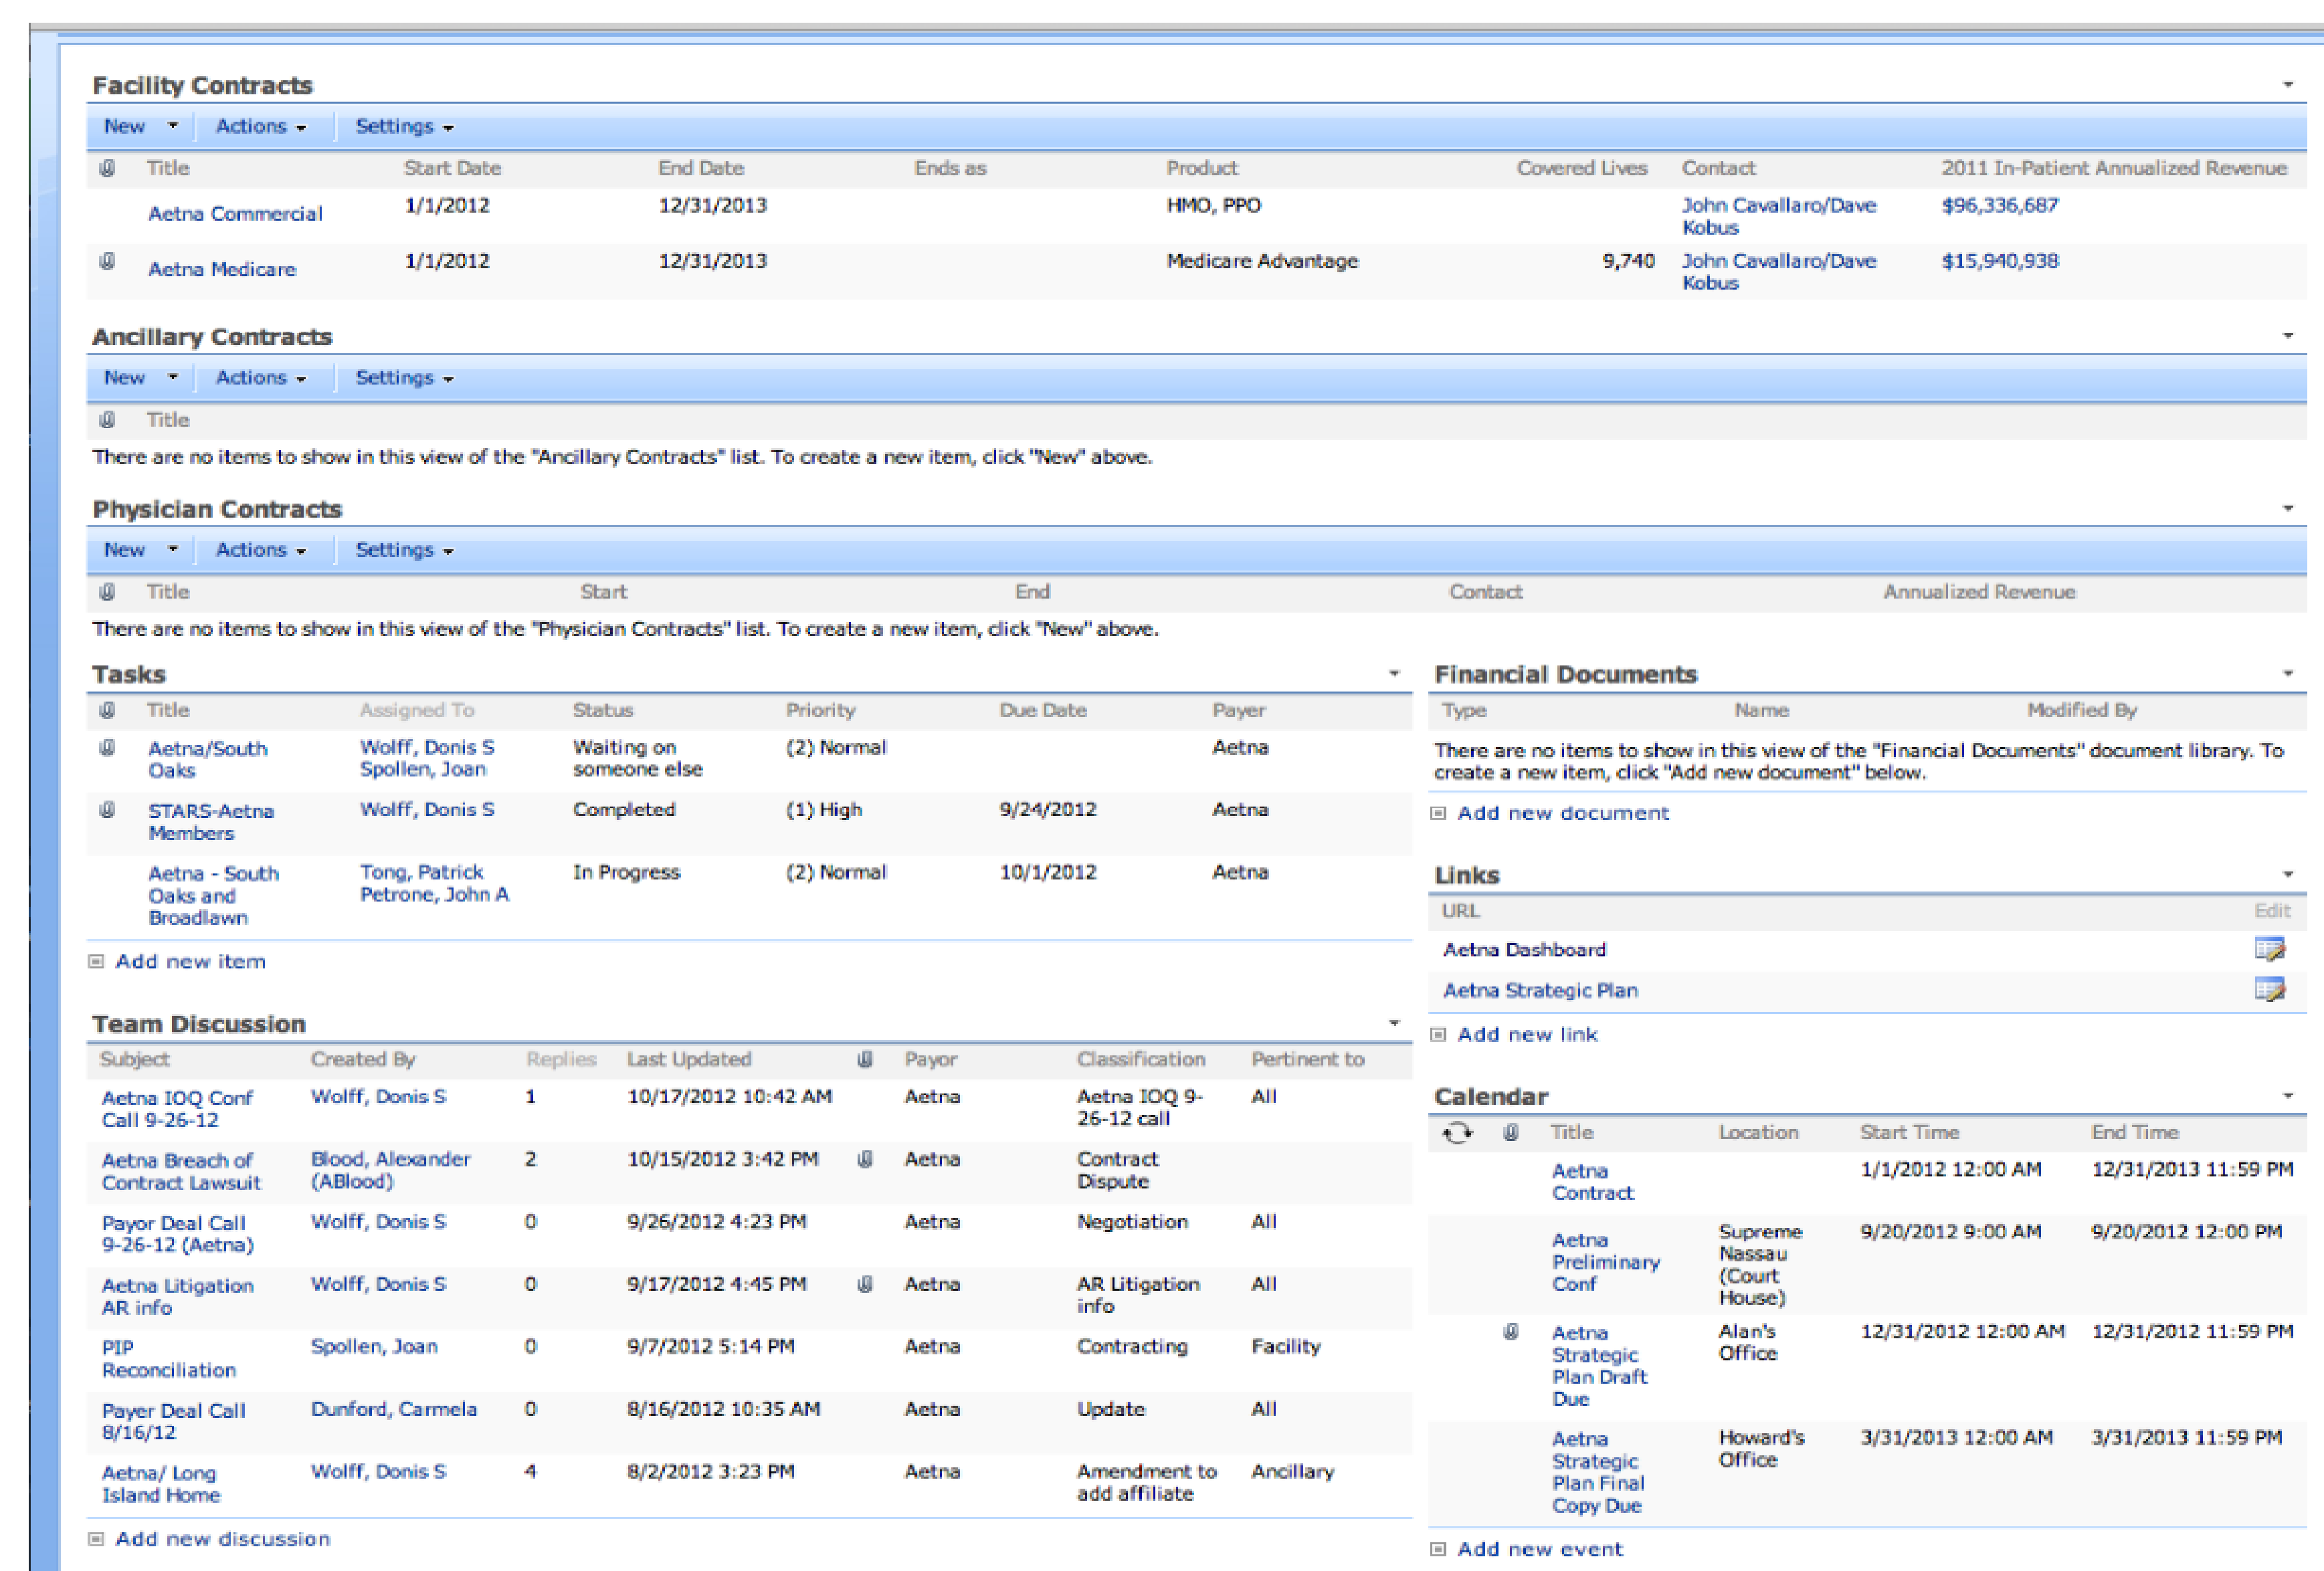 Facility Contracts
New Actions Settings
Title Start Date End Date Ends as Product Covered Lives Contact 2011 In-Patient Annualized Revenue
Aetna Commercial 1/1/2012 12/31/2013 HMO, PPO John Cavallaro/Dave $96,336,687
Kobus
Aetna Medicare 1/1/2012 12/31/2013 Medicare Advantage 9,740 John Cavallaro/Dave $15,940,938
Kobus
Ancillary Contracts
New Actions Settings
Title
There are no items to show in this view of the "Ancillary Contracts" list. To create a new item, click "New" above.
Physician Contracts
New Actions Settings
Title Start End Contact Annualized Revenue
There are no items to show in this view of the "Physician Contracts" list. To create a new item, click "New" above.
Tasks
Title Assigned To Status Priority Due Date Payer
Aetna/South Wolff, Donis S Waiting on (2) Normal Aetna
Oaks Spollen, Joan someone else
STARS-Aetna Wolff, Donis S Completed (1) High 9/24/2012 Aetna
Members
Aetna - South Tong, Patrick In Progress (2) Normal 10/1/2012 Aetna
Oaks and Petrone, John A
Broadlawn
Add new item
Team Discussion
Subject Created By Replies Last Updated Payor Classification Pertinent to
Aetna IOQ Conf Wolff, Donis S 1 10/17/2012 10:42 AM Aetna Aetna IOQ 9- All
Call 9-26-12 26-12 call
Aetna Breach of Blood, Alexander 2 10/15/2012 3:42 PM Aetna Contract
Contract Lawsuit (ABlood) Dispute
Payor Deal Call Wolff, Donis S 0 9/26/2012 4:23 PM Aetna Negotiation All
9-26-12 (Aetna)
Aetna Litigation Wolff, Donis S 0 9/17/2012 4:45 PM Aetna AR Litigation All
AR info info
PIP Spollen, Joan 0 9/7/2012 5:14 PM Aetna Contracting Facility
Reconciliation
Payer Deal Call Dunford, Carmela 0 8/16/2012 10:35 AM Aetna Update All
8/16/12
Aetna/ Long Wolff, Donis S 4 8/2/2012 3:23 PM Aetna Amendment to Ancillary
Island Home add affiliate
Add new discussion
Financial Documents
Type Name Modified By
There are no items to show in this view of the "Financial Documents" document library. To
create a new item, click "Add new document" below.
Add new document
Links
URL Edit
Aetna Dashboard
Aetna Strategic Plan
Add new link
Calendar
Title Location Start Time End Time
Aetna 1/1/2012 12:00 AM 12/31/2013 11:59 PM
Contract
Aetna Supreme 9/20/2012 9:00 AM 9/20/2012 12:00 PM
Preliminary Nassau
Conf (Court
House)
Aetna Alan's 12/31/2012 12:00 AM 12/31/2012 11:59 PM
Strategic Office
Plan Draft
Due
Aetna Howard's 3/31/2013 12:00 AM 3/31/2013 11:59 PM
Strategic Office
Plan Final
Copy Due
Add new event